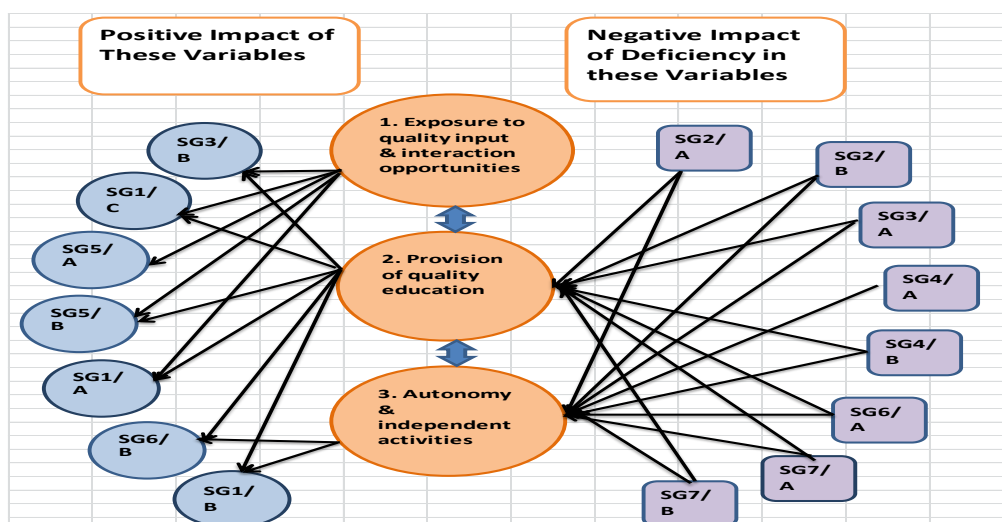 Positive Impact of
These Variables
Negative Impact
of Deficiency in
these Variables
1. Exposure to
quality input
& interaction
opportunities
2. Provision
of quality
education
3. Autonomy
&
independent
activities
SG3/
B
SG1/
C
SG5/
A
SG5/
B
SG1/
A
SG6/
B
SG1/
B
SG2/
A
SG2/
B
SG3/
A
SG4/
A
SG4/
B
SG6/
A
SG7/
A
SG7/
B